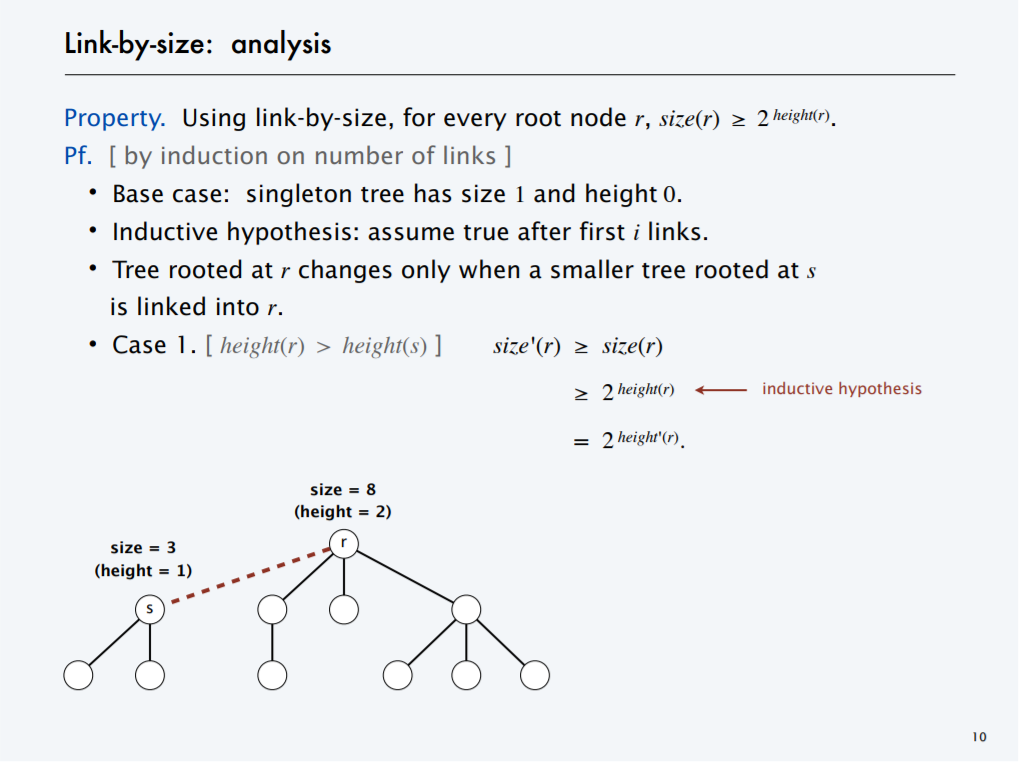 Link-by-size: analysis
Property. Using link-by-size, for every root node r, size(r) ≥ 2^height(r).
Pf. [ by induction on number of links ]
• Base case: singleton tree has size 1 and height 0.
• Inductive hypothesis: assume true after first i links.
• Tree rooted at r changes only when a smaller tree rooted at s
is linked into r.
• Case 1. [ height(r) > height(s) ] size'(r) ≥ size(r)
≥ 2^height(r) ← inductive hypothesis
= 2^height'(r).
size = 8
(height = 2)
size = 3
(height = 1)
r
s
10